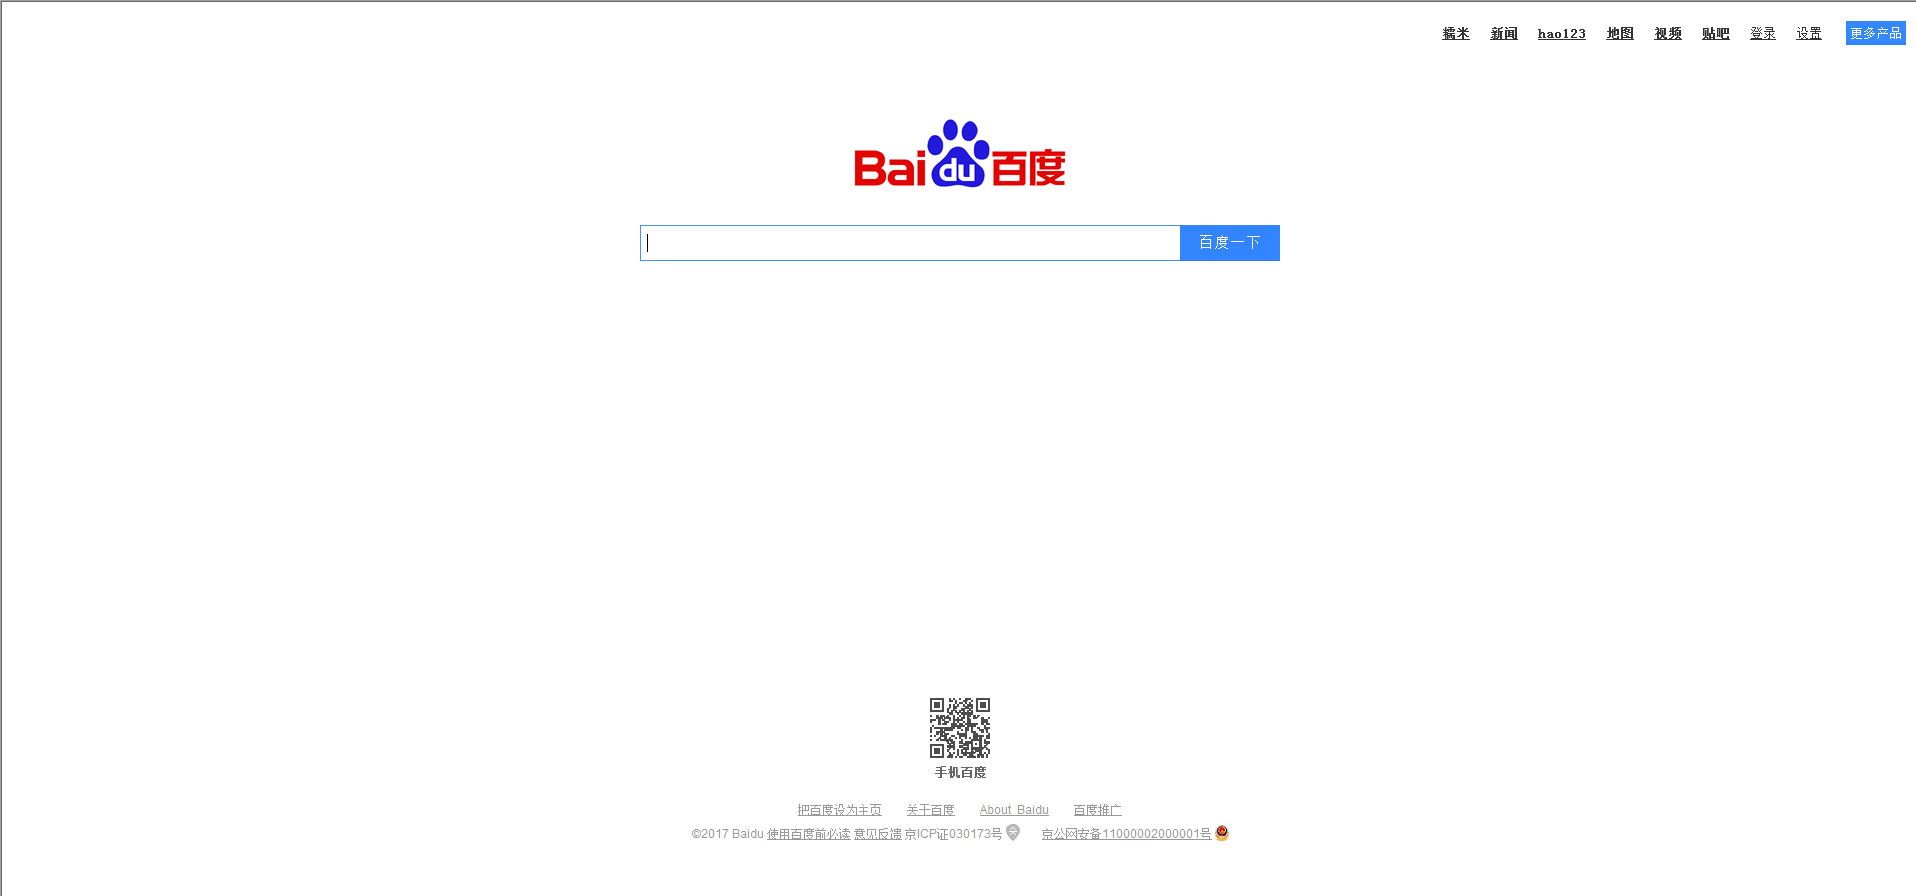 糯米 新闻 hao123 地图 视频 贴吧 登录 设置 更多产品
Bai du 百度
百度一下
手机百度
把百度设为主页 关于百度 About Baidu 百度推广
©2017 Baidu 使用百度前必读 意见反馈 京ICP证030173号 京公网安备11000002000001号